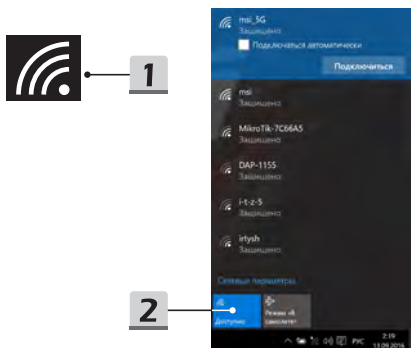 msi_5G
Защищено
Подключаться автоматически
Подключиться
1
msi
Защищено
MikroTik-7C66A5
Защищено
DAP-1155
Защищено
i-t-z-5
Защищено
irtysh
Защищено
Сетевые параметры
2
Доступно
Режим «В самолете»
РУС
2:19
13.09.2016